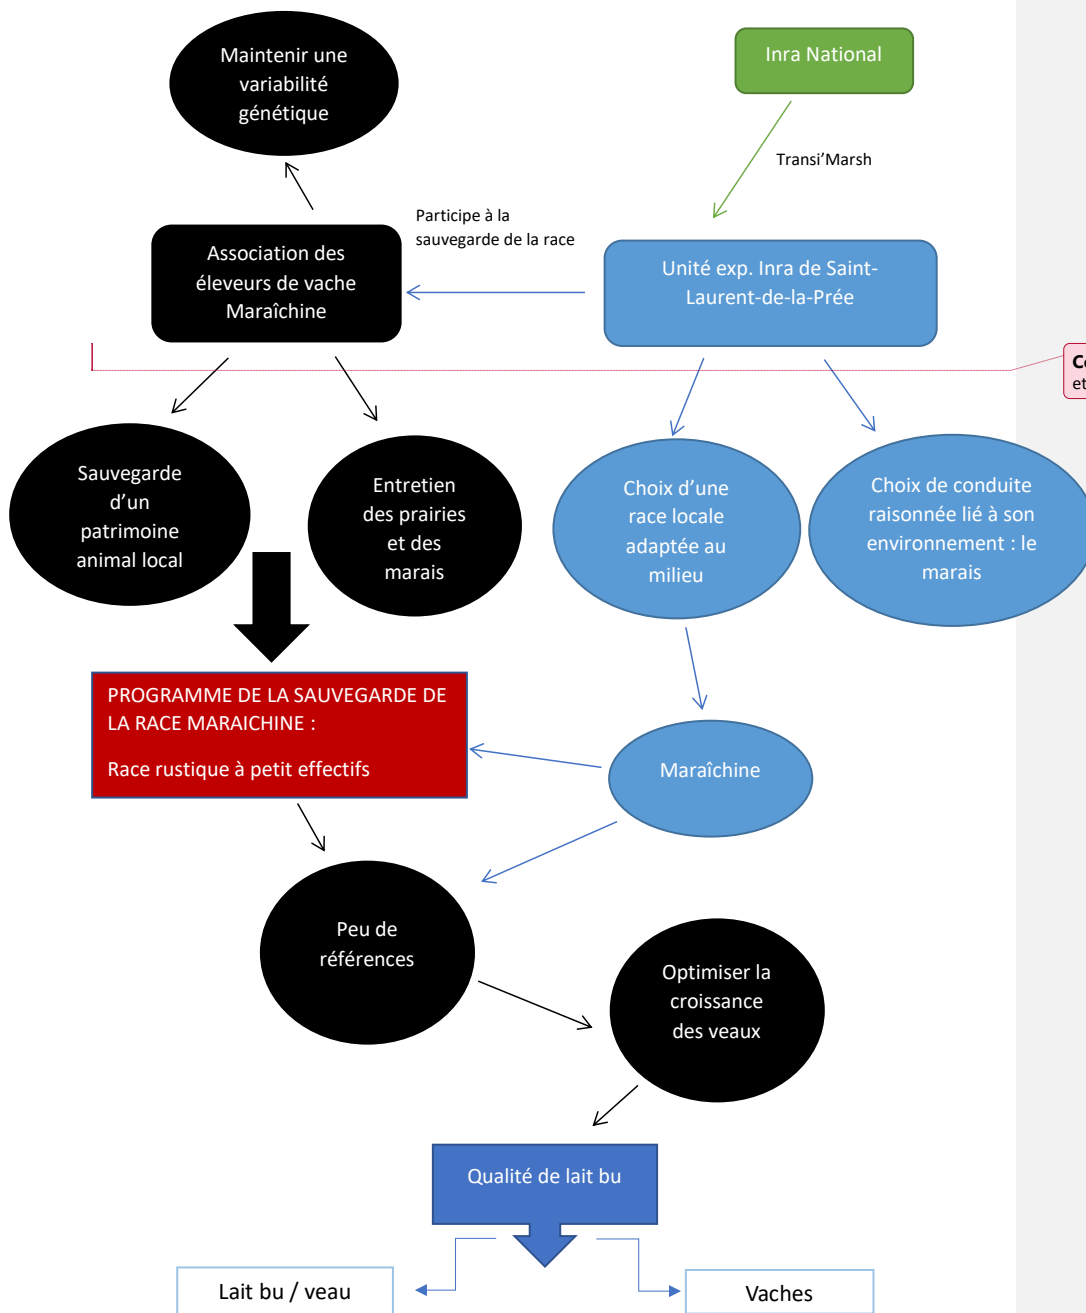 Maintenir une
variabilité
génétique
Inra National
Transi’Marsh
Participe à la
sauvegarde de la race
Association des
éleveurs de vache
Maraîchine
Unité exp. Inra de Saint-
Laurent-de-la-Prée
et
Sauvegarde
d’un
patrimoine
animal local
Entretien
des prairies
et des
marais
Choix d’une
race locale
adaptée au
milieu
Choix de conduite
raisonnée lié à son
environnement : le
marais
PROGRAMME DE LA SAUVEGARDE DE
LA RACE MARAICHINE :
Race rustique à petit effectifs
Maraîchine
Peu de
références
Optimiser la
croissance
des veaux
Qualité de lait bu
Lait bu / veau
Vaches